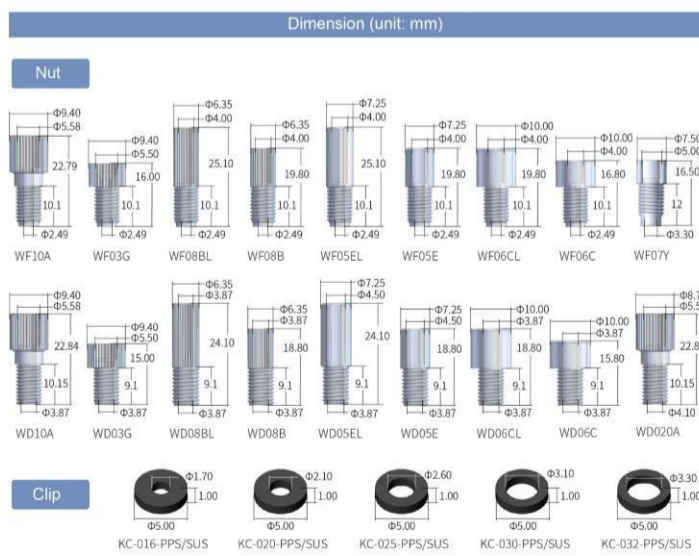 Dimension (unit: mm)
Nut
Φ9.40
Φ5.58
22.79
10.1
Φ2.49
WF10A
Φ9.40
Φ5.50
16.00
10.1
Φ2.49
WF03G
Φ6.35
Φ4.00
25.10
10.1
Φ2.49
WF08BL
Φ6.35
Φ4.00
19.80
10.1
Φ2.49
WF08B
Φ7.25
Φ4.00
25.10
10.1
Φ2.49
WF05EL
Φ7.25
Φ4.00
19.80
10.1
Φ2.49
WF05E
Φ10.00
Φ4.00
19.80
10.1
Φ2.49
WF06CL
Φ10.00
Φ4.00
16.80
10.1
Φ2.49
WF06C
Φ7.50
Φ5.00
16.50
12
Φ3.30
WF07Y
Φ9.40
Φ5.58
22.84
10.15
Φ3.87
WD10A
Φ9.40
Φ5.50
15.00
9.1
Φ3.87
WD03G
Φ6.35
Φ3.87
24.10
9.1
Φ3.87
WD08BL
Φ6.35
Φ3.87
18.80
9.1
Φ3.87
WD08B
Φ7.25
Φ4.50
24.10
9.1
Φ3.87
WD05EL
Φ7.25
Φ4.50
18.80
9.1
Φ3.87
WD05E
Φ10.00
Φ3.87
18.80
9.1
Φ3.87
WD06CL
Φ10.00
Φ3.87
15.80
9.1
Φ3.87
WD06C
Φ8.7
Φ5.5
22.8
10.15
Φ4.10
WD020A
Clip
Φ1.70
1.00
Φ5.00
KC-016-PPS/SUS
Φ2.10
1.00
Φ5.00
KC-020-PPS/SUS
Φ2.60
1.00
Φ5.00
KC-025-PPS/SUS
Φ3.10
1.00
Φ5.00
KC-030-PPS/SUS
Φ3.30
1.00
Φ5.00
KC-032-PPS/SUS